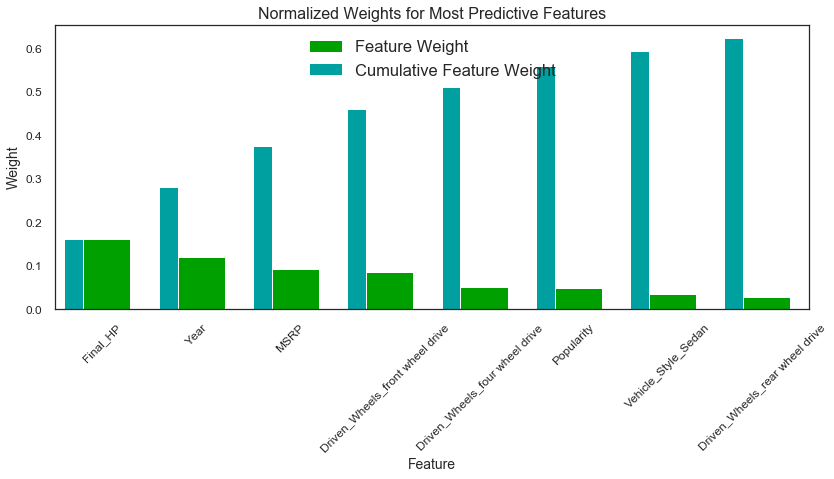 Normalized Weights for Most Predictive Features
Feature Weight
Cumulative Feature Weight
Weight
0.6
0.5
0.4
0.3
0.2
0.1
0.0
Final_HP
Year
MSRP
Driven_Wheels_front wheel drive
Driven_Wheels_four wheel drive
Popularity
Vehicle_Style_Sedan
Driven_Wheels_rear wheel drive
Feature